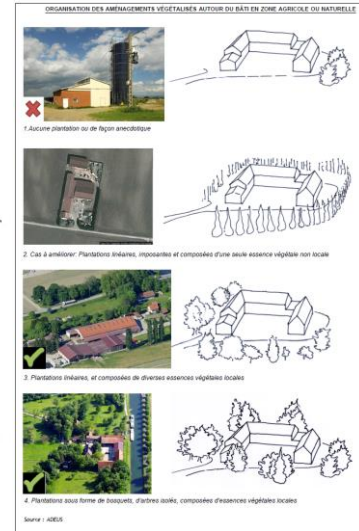 ORGANISATION DES AMÉNAGEMENTS VÉGÉTALISÉS AUTOUR DU BÂTI EN ZONE AGRICOLE OU NATURELLE
1.Aucune plantation ou de façon anecdotique
2. Cas à améliorer: Plantations linéaires, imposantes et composées d'une seule essence végétale non locale
3. Plantations linéaires, et composées de diverses essences végétales locales
4. Plantations sous forme de bosquets, d'arbres isolés, composées d'essences végétales locales
Source : ADEUS